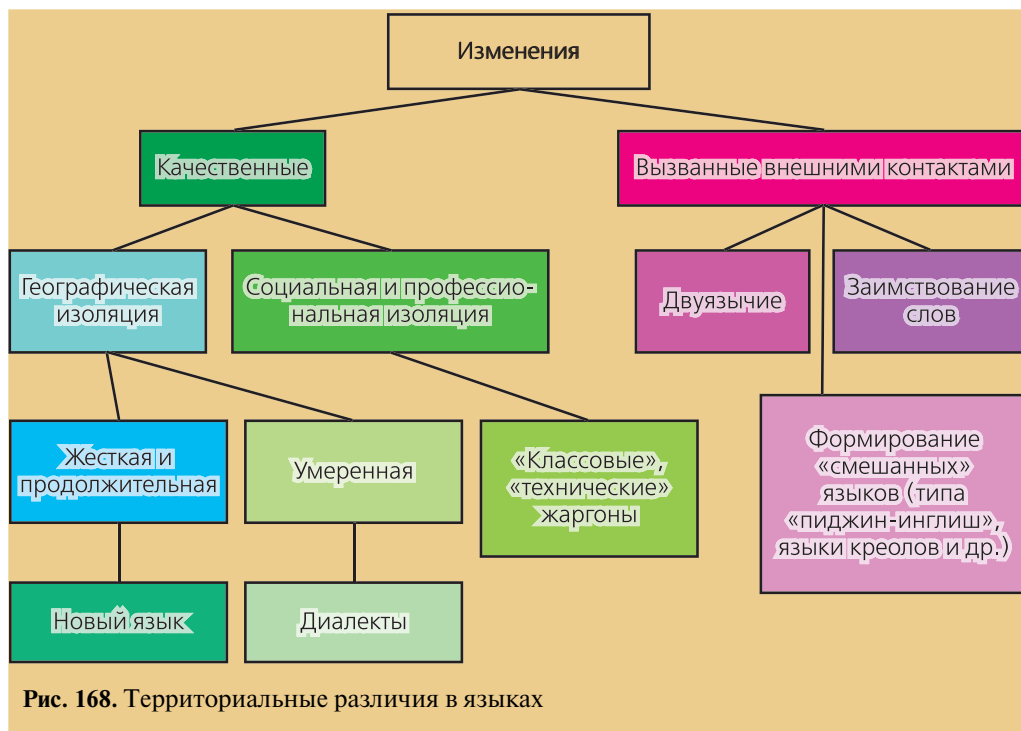 Изменения
Качественные
Вызванные внешними контактами
Географическая
изоляция
Социальная и профессио-
нальная изоляция
Двуязычие
Заимствование
слов
Жесткая и
продолжительная
Умеренная
«Классовые»,
«технические»
жаргоны
Формирование
«смешанных»
языков (типа
«пиджин-инглиш»,
языки креолов и др.)
Новый язык
Диалекты
Рис. 168. Территориальные различия в языках